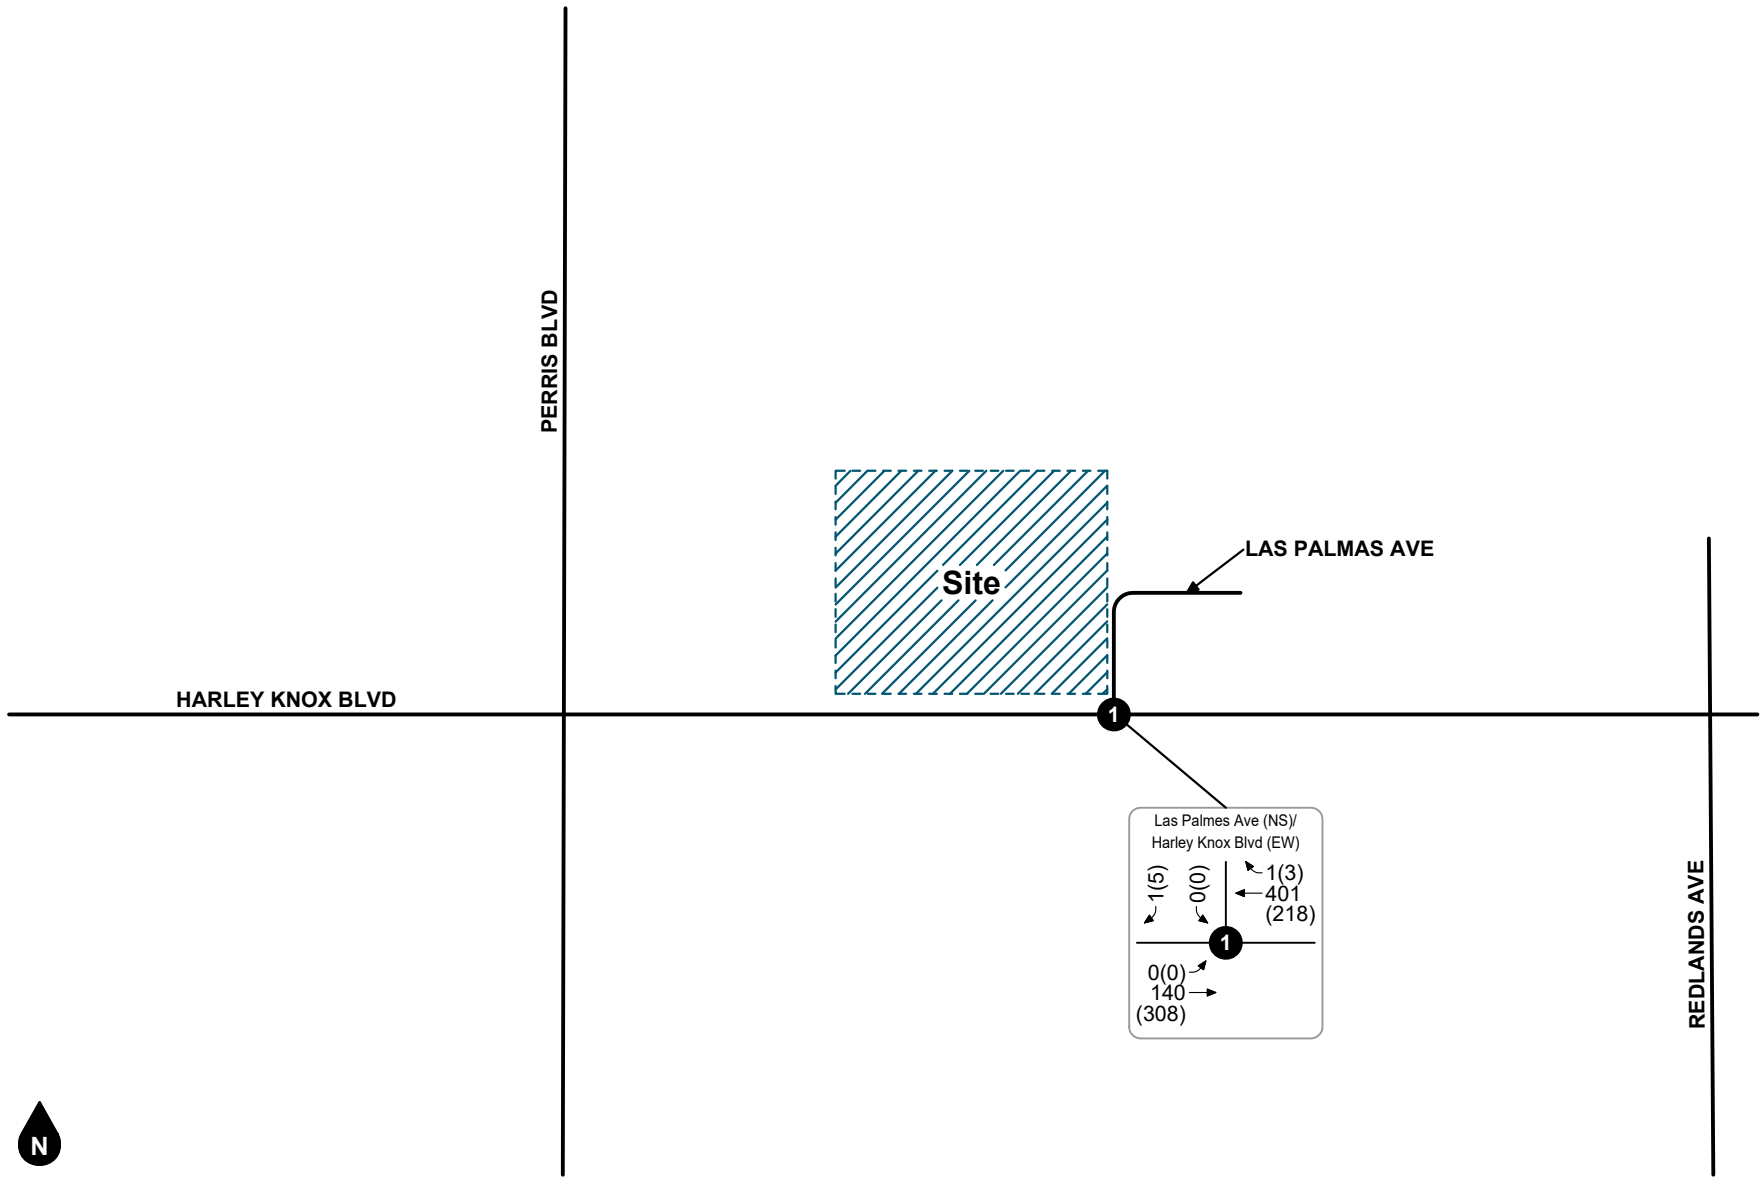 PERRIS BLVD
LAS PALMAS AVE
Site
HARLEY KNOX BLVD
1
Las Palmes Ave (NS)/
Harley Knox Blvd (EW)
1(5)
0(0)
1(3)
401
(218)
1
0(0)
140
(308)
REDLANDS AVE
N